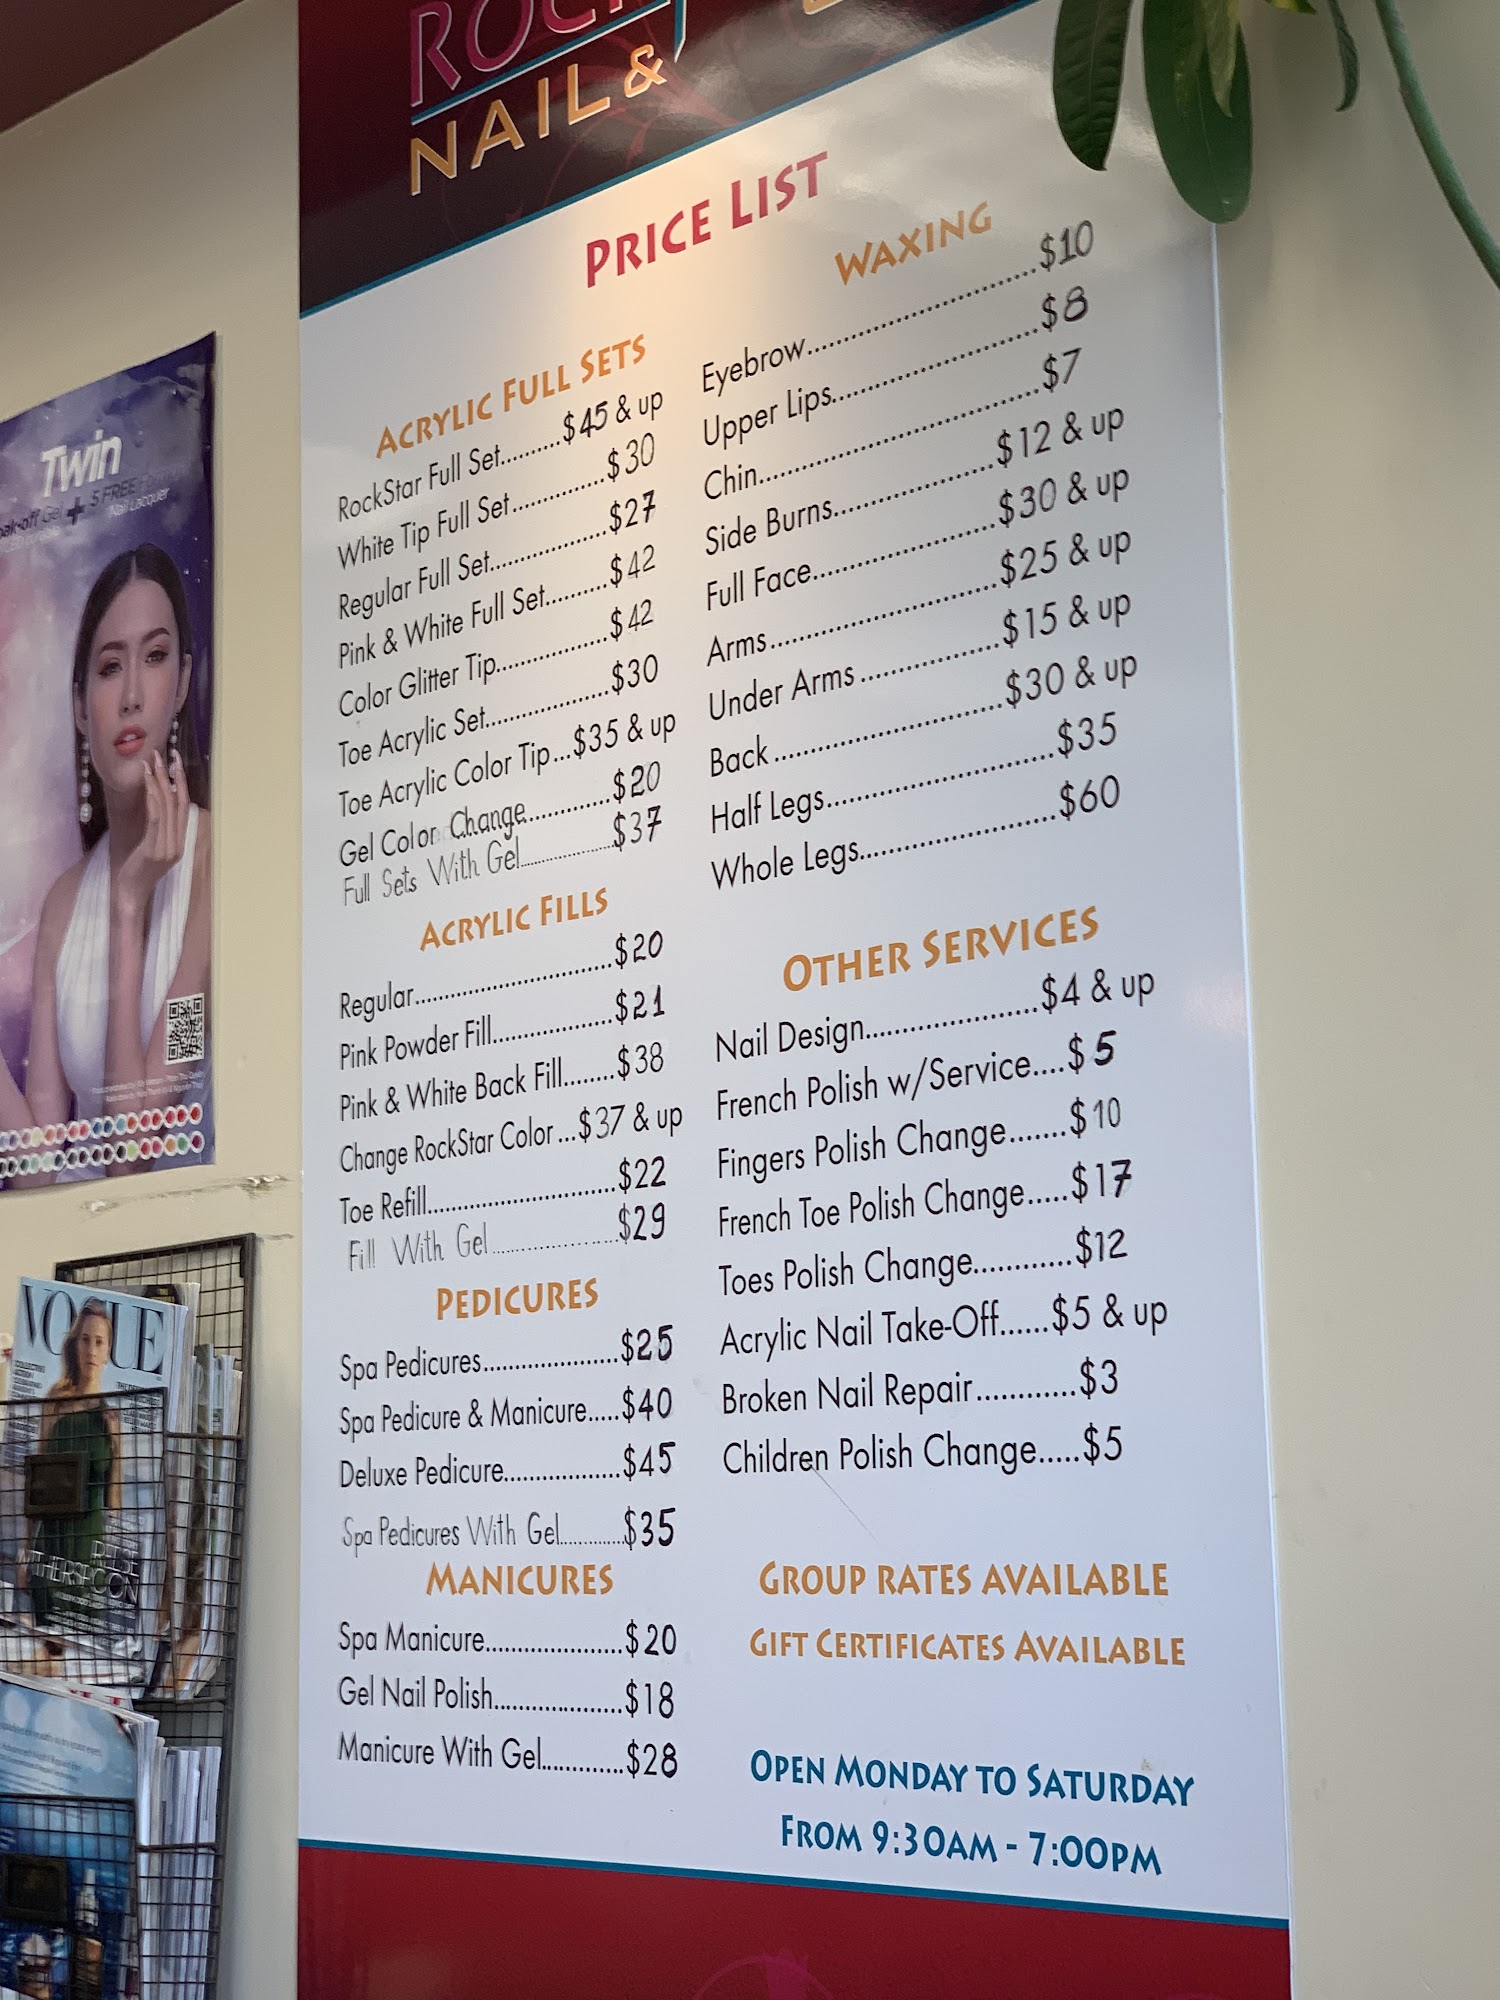 ROCK
NAIL &
PRICE LIST
ACRYLIC FULL SETS
RockStar Full Set..........$45 & up
White Tip Full Set..............$30
Regular Full Set.................$27
Pink & White Full Set..........$42
Color Glitter Tip.................$42
Toe Acrylic Set...................$30
Toe Acrylic Color Tip...$35 & up
Gel Color Change............$20
Full Sets With Gel.....................$37
ACRYLIC FILLS
Regular..............................$20
Pink Powder Fill..................$21
Pink & White Back Fill........$38
Change RockStar Color ...$37 & up
Toe Refill............................$22
Fill With Gel.......................$29
PEDICURES
Spa Pedicures.....................$25
Spa Pedicure & Manicure.....$40
Deluxe Pedicure..................$45
Spa Pedicures With Gel............$35
MANICURES
Spa Manicure.....................$20
Gel Nail Polish....................$18
Manicure With Gel.............$28
WAXING
Eyebrow..............................$10
Upper Lips..........................$8
Chin....................................$7
Side Burns....................$12 & up
Full Face.......................$30 & up
Arms............................$25 & up
Under Arms .................$15 & up
Back ............................$30 & up
Half Legs.............................$35
Whole Legs.........................$60
OTHER SERVICES
Nail Design......................$4 & up
French Polish w/Service....$5
Fingers Polish Change.......$10
French Toe Polish Change.....$17
Toes Polish Change............$12
Acrylic Nail Take-Off......$5 & up
Broken Nail Repair............$3
Children Polish Change.....$5
GROUP RATES AVAILABLE
GIFT CERTIFICATES AVAILABLE
OPEN MONDAY TO SATURDAY
FROM 9:30AM - 7:00PM
Twin
+ 5 FREE
Nail Lacquer
VOGUE